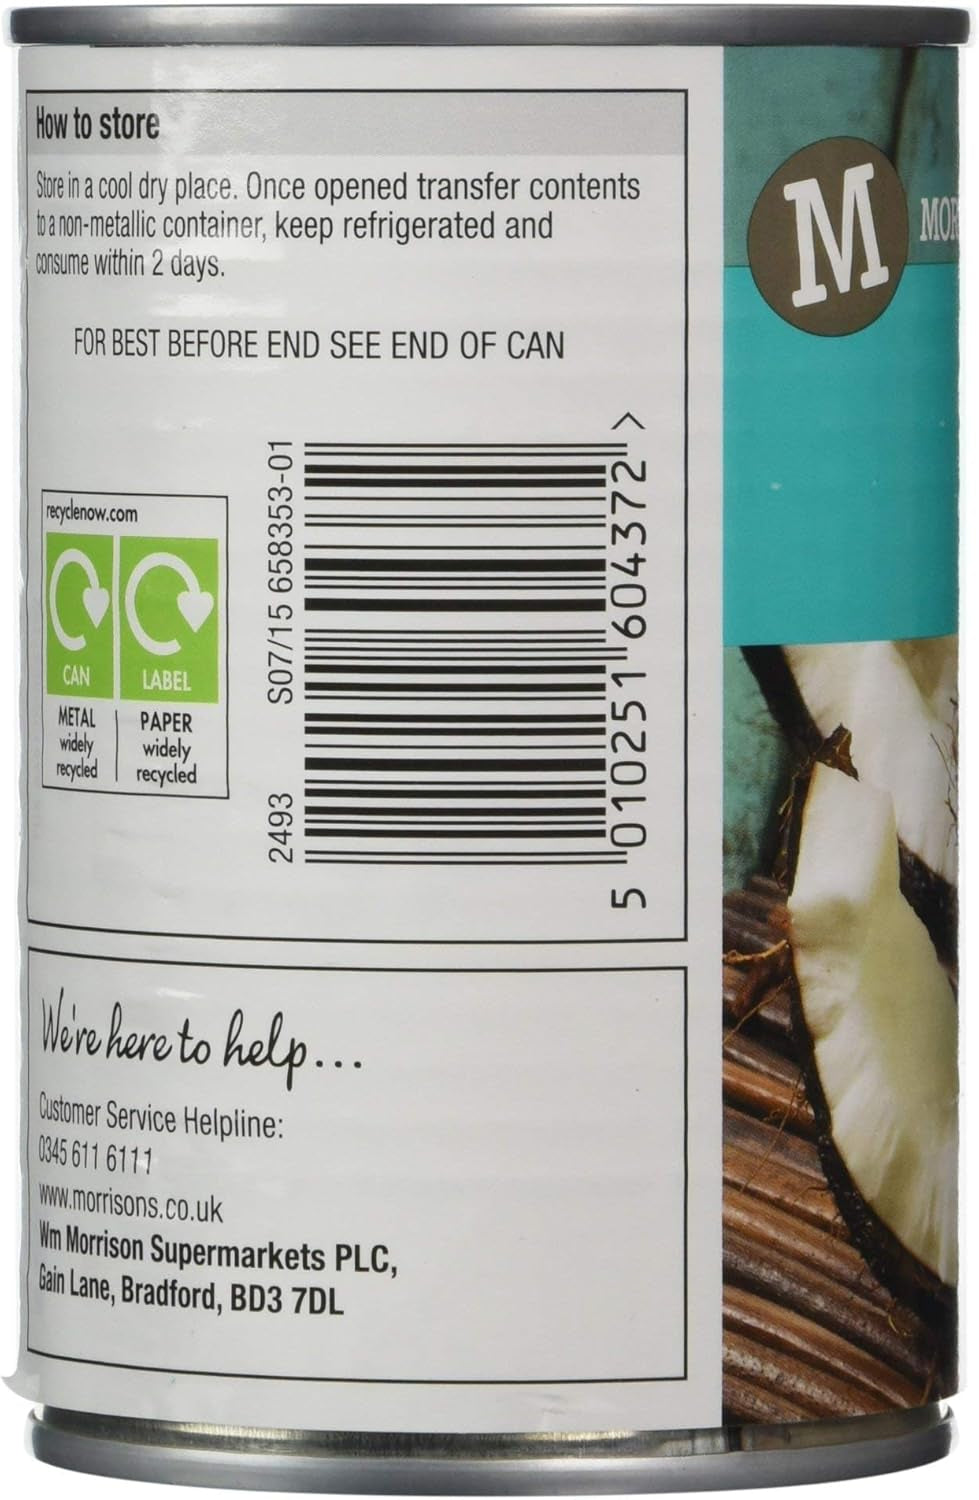 How to store
Store in a cool dry place. Once opened transfer contents
to a non-metallic container, keep refrigerated and
consume within 2 days.
FOR BEST BEFORE END SEE END OF CAN
recyclenow.com
CAN
LABEL
METAL
widely
recycled
PAPER
widely
recycled
2493
S07/15 658353-01
5 010251 604372 >
We're here to help...
Customer Service Helpline:
0345 611 6111
www.morrisons.co.uk
Wm Morrison Supermarkets PLC,
Gain Lane, Bradford, BD3 7DL
M